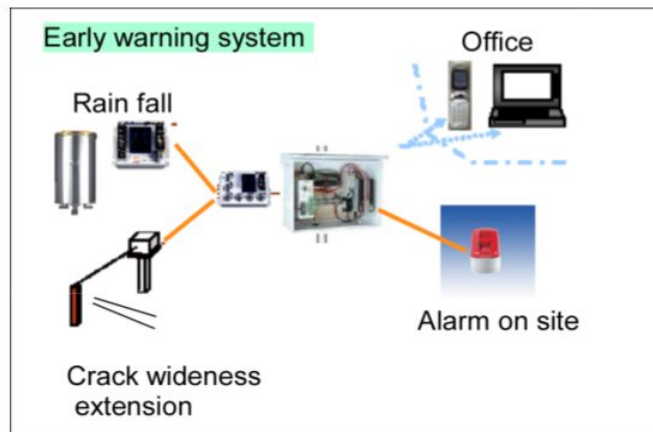 Early warning system
Office
Rain fall
Alarm on site
Crack wideness
extension